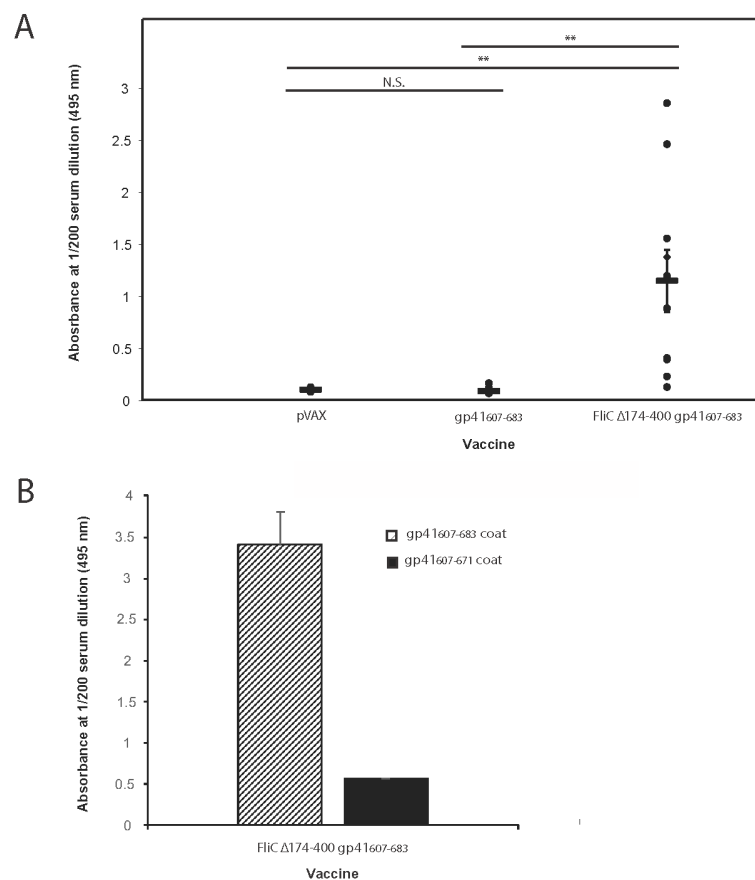 A
**
**
N.S.
3
2.5
2
1.5
1
0.5
0
Abosrbance at 1/200 serum dilution (495 nm)
pVAX
gp41607-683
FliC Δ174-400 gp41607-683
Vaccine
B
4
3.5
3
2.5
2
1.5
1
0.5
0
Absorbance at 1/200 serum dilution (495 nm)
gp41607-683 coat
gp41607-671 coat
FliC Δ174-400 gp41607-683
Vaccine